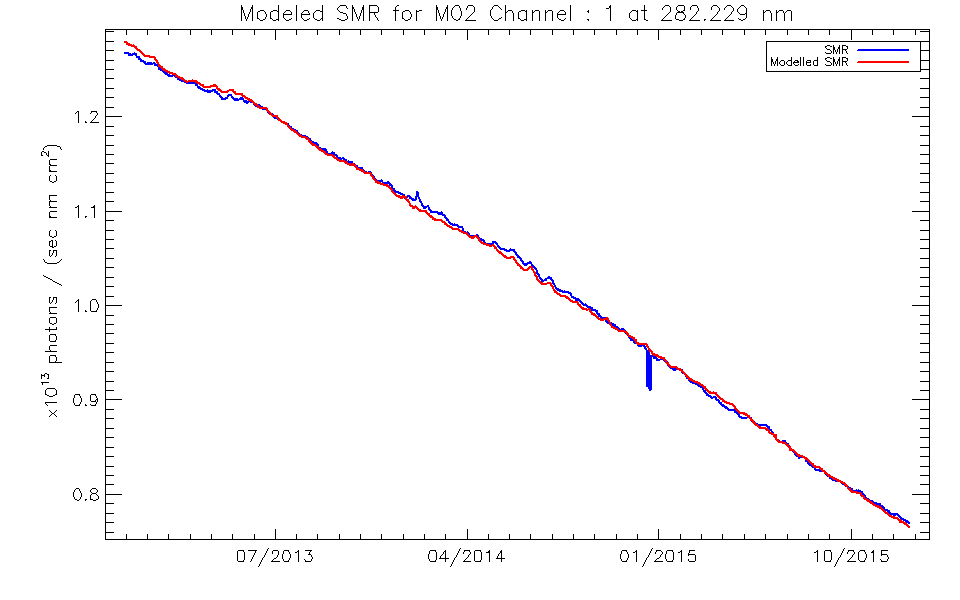 Modeled SMR for M02 Channel : 1 at 282.229 nm
SMR
Modelled SMR
x10¹³ photons / (sec nm cm²)
1.2
1.1
1.0
0.9
0.8
07/2013 04/2014 01/2015 10/2015